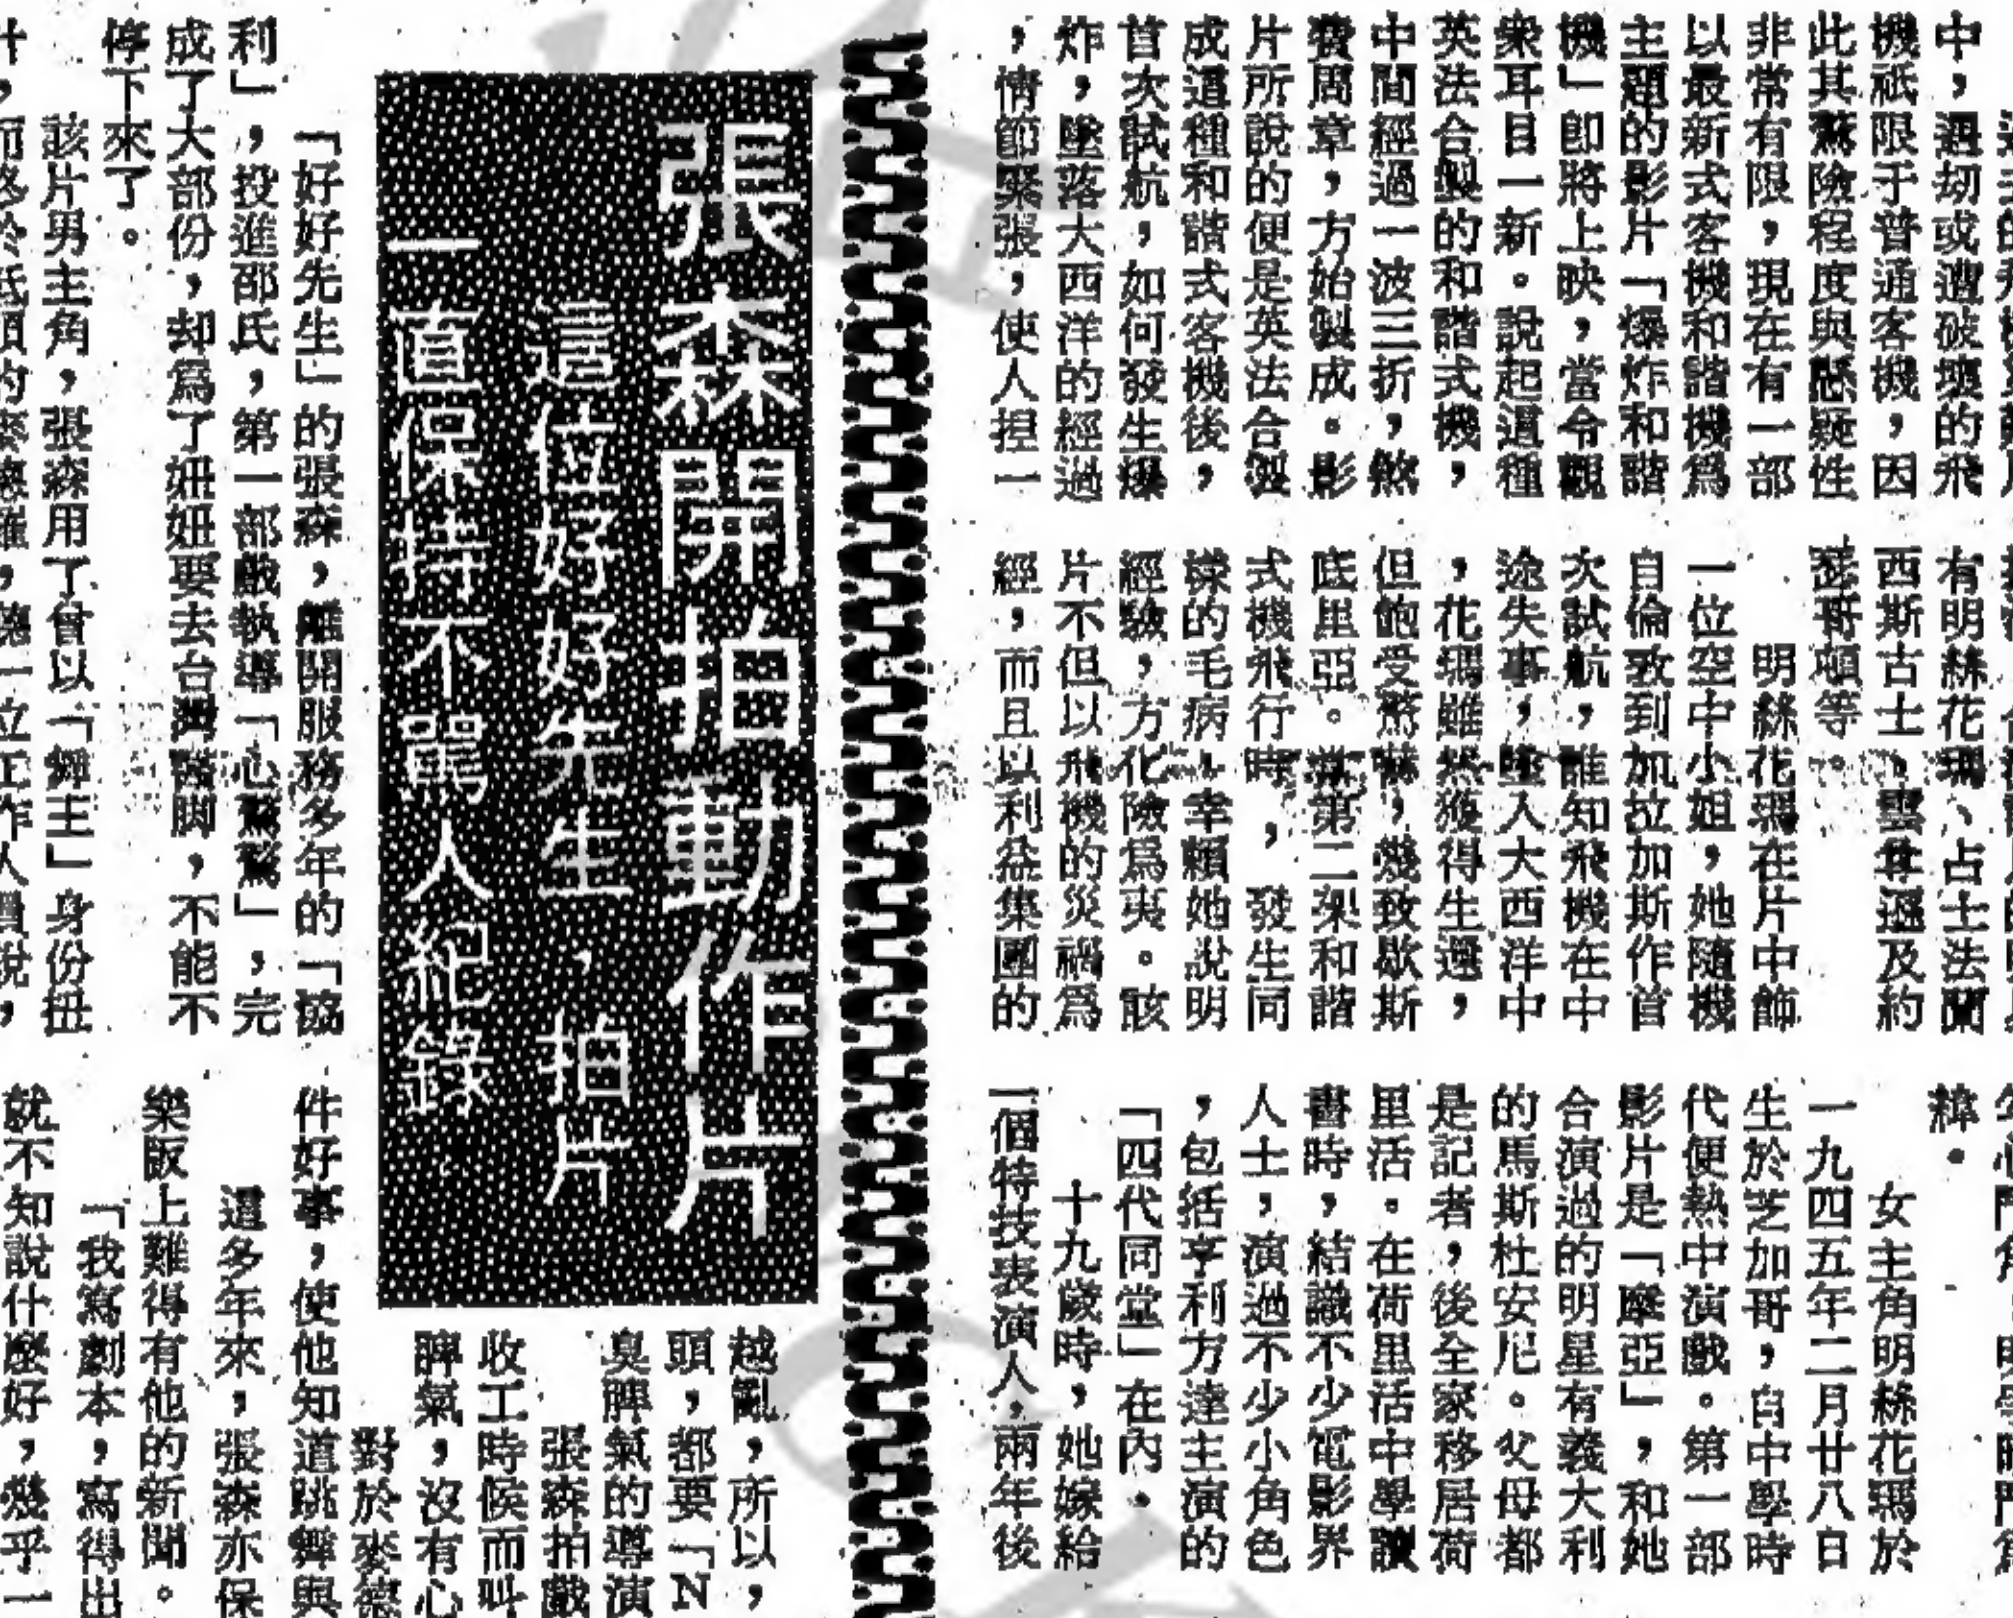 中，遇劫或遭破壞的飛
機祇限于普通客機，因
此其驚險程度與懸疑性
非常有限，現在有一部
以最新式客機和諧機爲
主題的影片「爆炸和諧
機」即將上映，當令觀
衆耳目一新。說起這種
英法合製的和諧式機，
中間經過一波三折，煞
費周章，方始製成。影
片所說的便是英法合製
成這種和諧式客機後，
首次試航，如何發生爆
炸，墜落大西洋的經過
，情節緊張，使人担一
有明絲花瑪、占士法蘭
西斯古士、雲尊遜及約
瑟哥頓等。
明絲花瑪在片中飾
一位空中小姐，她隨機
自倫敦到加拉加斯作首
次試航，誰知飛機在中
途失事，墜入大西洋中
，花瑪雖然獲得生還，
但飽受驚嚇，幾致歇斯
底里亞。第二架和諧
式機飛行時，發生同
樣的毛病，幸賴她說明
經驗，方化險爲夷。該
片不但以飛機的災禍爲
經，而且以利益集團的
緯。
女主角明絲花瑪於
一九四五年二月廿八日
生於芝加哥，自中學時
代便熱中演戲。第一部
影片是「摩亞」，和她
合演過的明星有義大利
的馬斯杜安尼。父母都
是記者，後全家移居荷
里活。在荷里活中學讀
書時，結識不少電影界
人士，演過不少小角色
，包括亨利方達主演的
「四代同堂」在內。
十九歲時，她嫁給
一個特技表演人，兩年後
張森開拍動作片
這位好好先生，拍片
一直保持不罵人紀錄
「好好先生」的張森，離開服務多年的「協
利」，投進邵氏，第一部戲執導「心驚驚」，完
成了大部份，却爲了妞妞要去台灣醫脚，不能不
停下來了。
該片男主角，張森用了曾以「舞王」身份扭
越亂，所以，
頭，都要「N
臭脾氣的導演
張森拍戲
收工時候而叫
脾氣，沒有心
對於麥德
件好事，使他知道跳舞與
這多年來，張森亦保
樂版上難得有他的新聞。
「我寫劇本，寫得出
就不知說什麼好，幾乎一